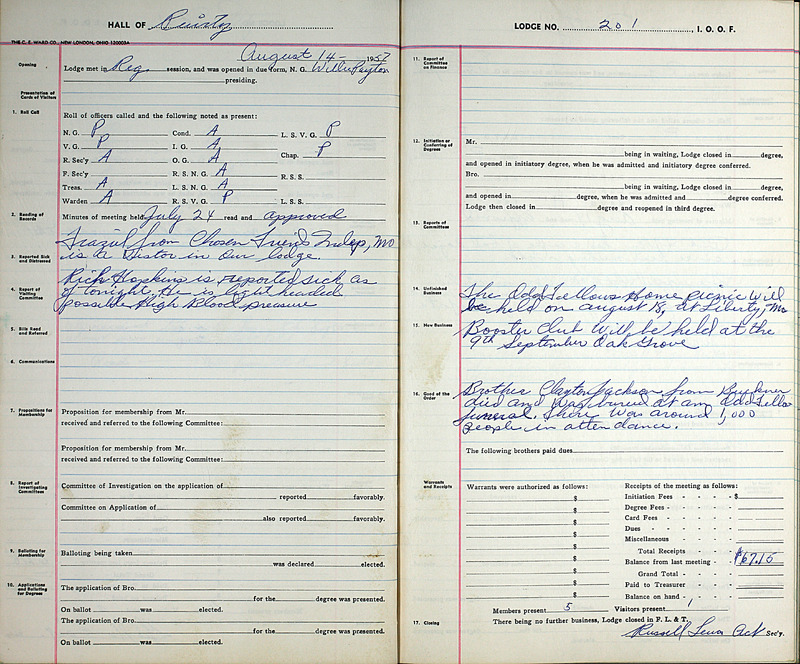 HALL OF
THE C. E. WARD CO., NEW LONDON, OHIO 120003A
August 14- 1957
Opening
Lodge met in Reg session, and was opened in due form, N. G. Willie Payton
presiding.
Presentation of Cards of Visitors
1. Roll Call
Roll of officers called and the following noted as present:
N. G. P Cond. A L. S. V. G. P
V. G. P I. G. A Chap. P
R. Sec'y A O. G. A
F. Sec'y R. S. N. G. A R. S. S.
Treas. A L. S. N. G. A
Warden A R. S. V. G. P L. S. S.
2. Reading of Records
Minutes of meeting held July 24 read and approved
from Chosen Friend Indep, Mo
is a Vistor in our lodge.
3. Reported Sick and Distressed
Rich Hopkins is reported sick as
4. Report of Visiting Committee
of tonight, He is light headed
possible High Blood preasure
5. Bills Read and Referred
6. Communications
7. Propositions for Membership
Proposition for membership from Mr.
received and referred to the following Committee:
Proposition for membership from Mr.
received and referred to the following Committee:
8. Report of Investigating Committees
Committee of Investigation on the application of
reported favorably.
Committee on Application of
also reported favorably.
9. Balloting for Membership
Balloting being taken
was declared elected.
10. Applications and Balloting for Degrees
The application of Bro.
for the degree was presented.
On ballot was elected.
The application of Bro.
for the degree was presented.
On ballot was elected.
LODGE NO. 201, I. O. O. F.
11. Report of Committee on Finance
12. Initiation or Conferring of Degrees
Mr.
being in waiting, Lodge closed in degree,
and opened in initiatory degree, when he was admitted and initiatory degree conferred.
Bro.
being in waiting, Lodge closed in degree,
and opened in degree, when he was admitted and degree conferred.
Lodge then closed in degree and reopened in third degree.
13. Reports of Committees
14. Unfinished Business
The Odd Fellows Home picnic will
be held on august 18, at Liberty, Mo
15. New Business
Booster Club will be held at the
9th September Oak Grove
16. Good of the Order
Brother Clayton Jackson from Buckner
died and was buried at an Odd Fellow
funeral. there was around 1,000
people in attendance.
The following brothers paid dues
Warrants and Receipts
Warrants were authorized as follows: Receipts of the meeting as follows:
$ Initiation Fees - - - - $
$ Degree Fees - - - -
$ Card Fees - - - -
$ Dues - - - -
$ Miscellaneous - - - -
$ Total Receipts
$ Balance from last meeting - $67.15
$ Grand Total - -
$ Paid to Treasurer
$ Balance on hand -
Members present 5 Visitors present 1
17. Closing
There being no further business, Lodge closed in F. L. & T.
Russell Act Sec'y.